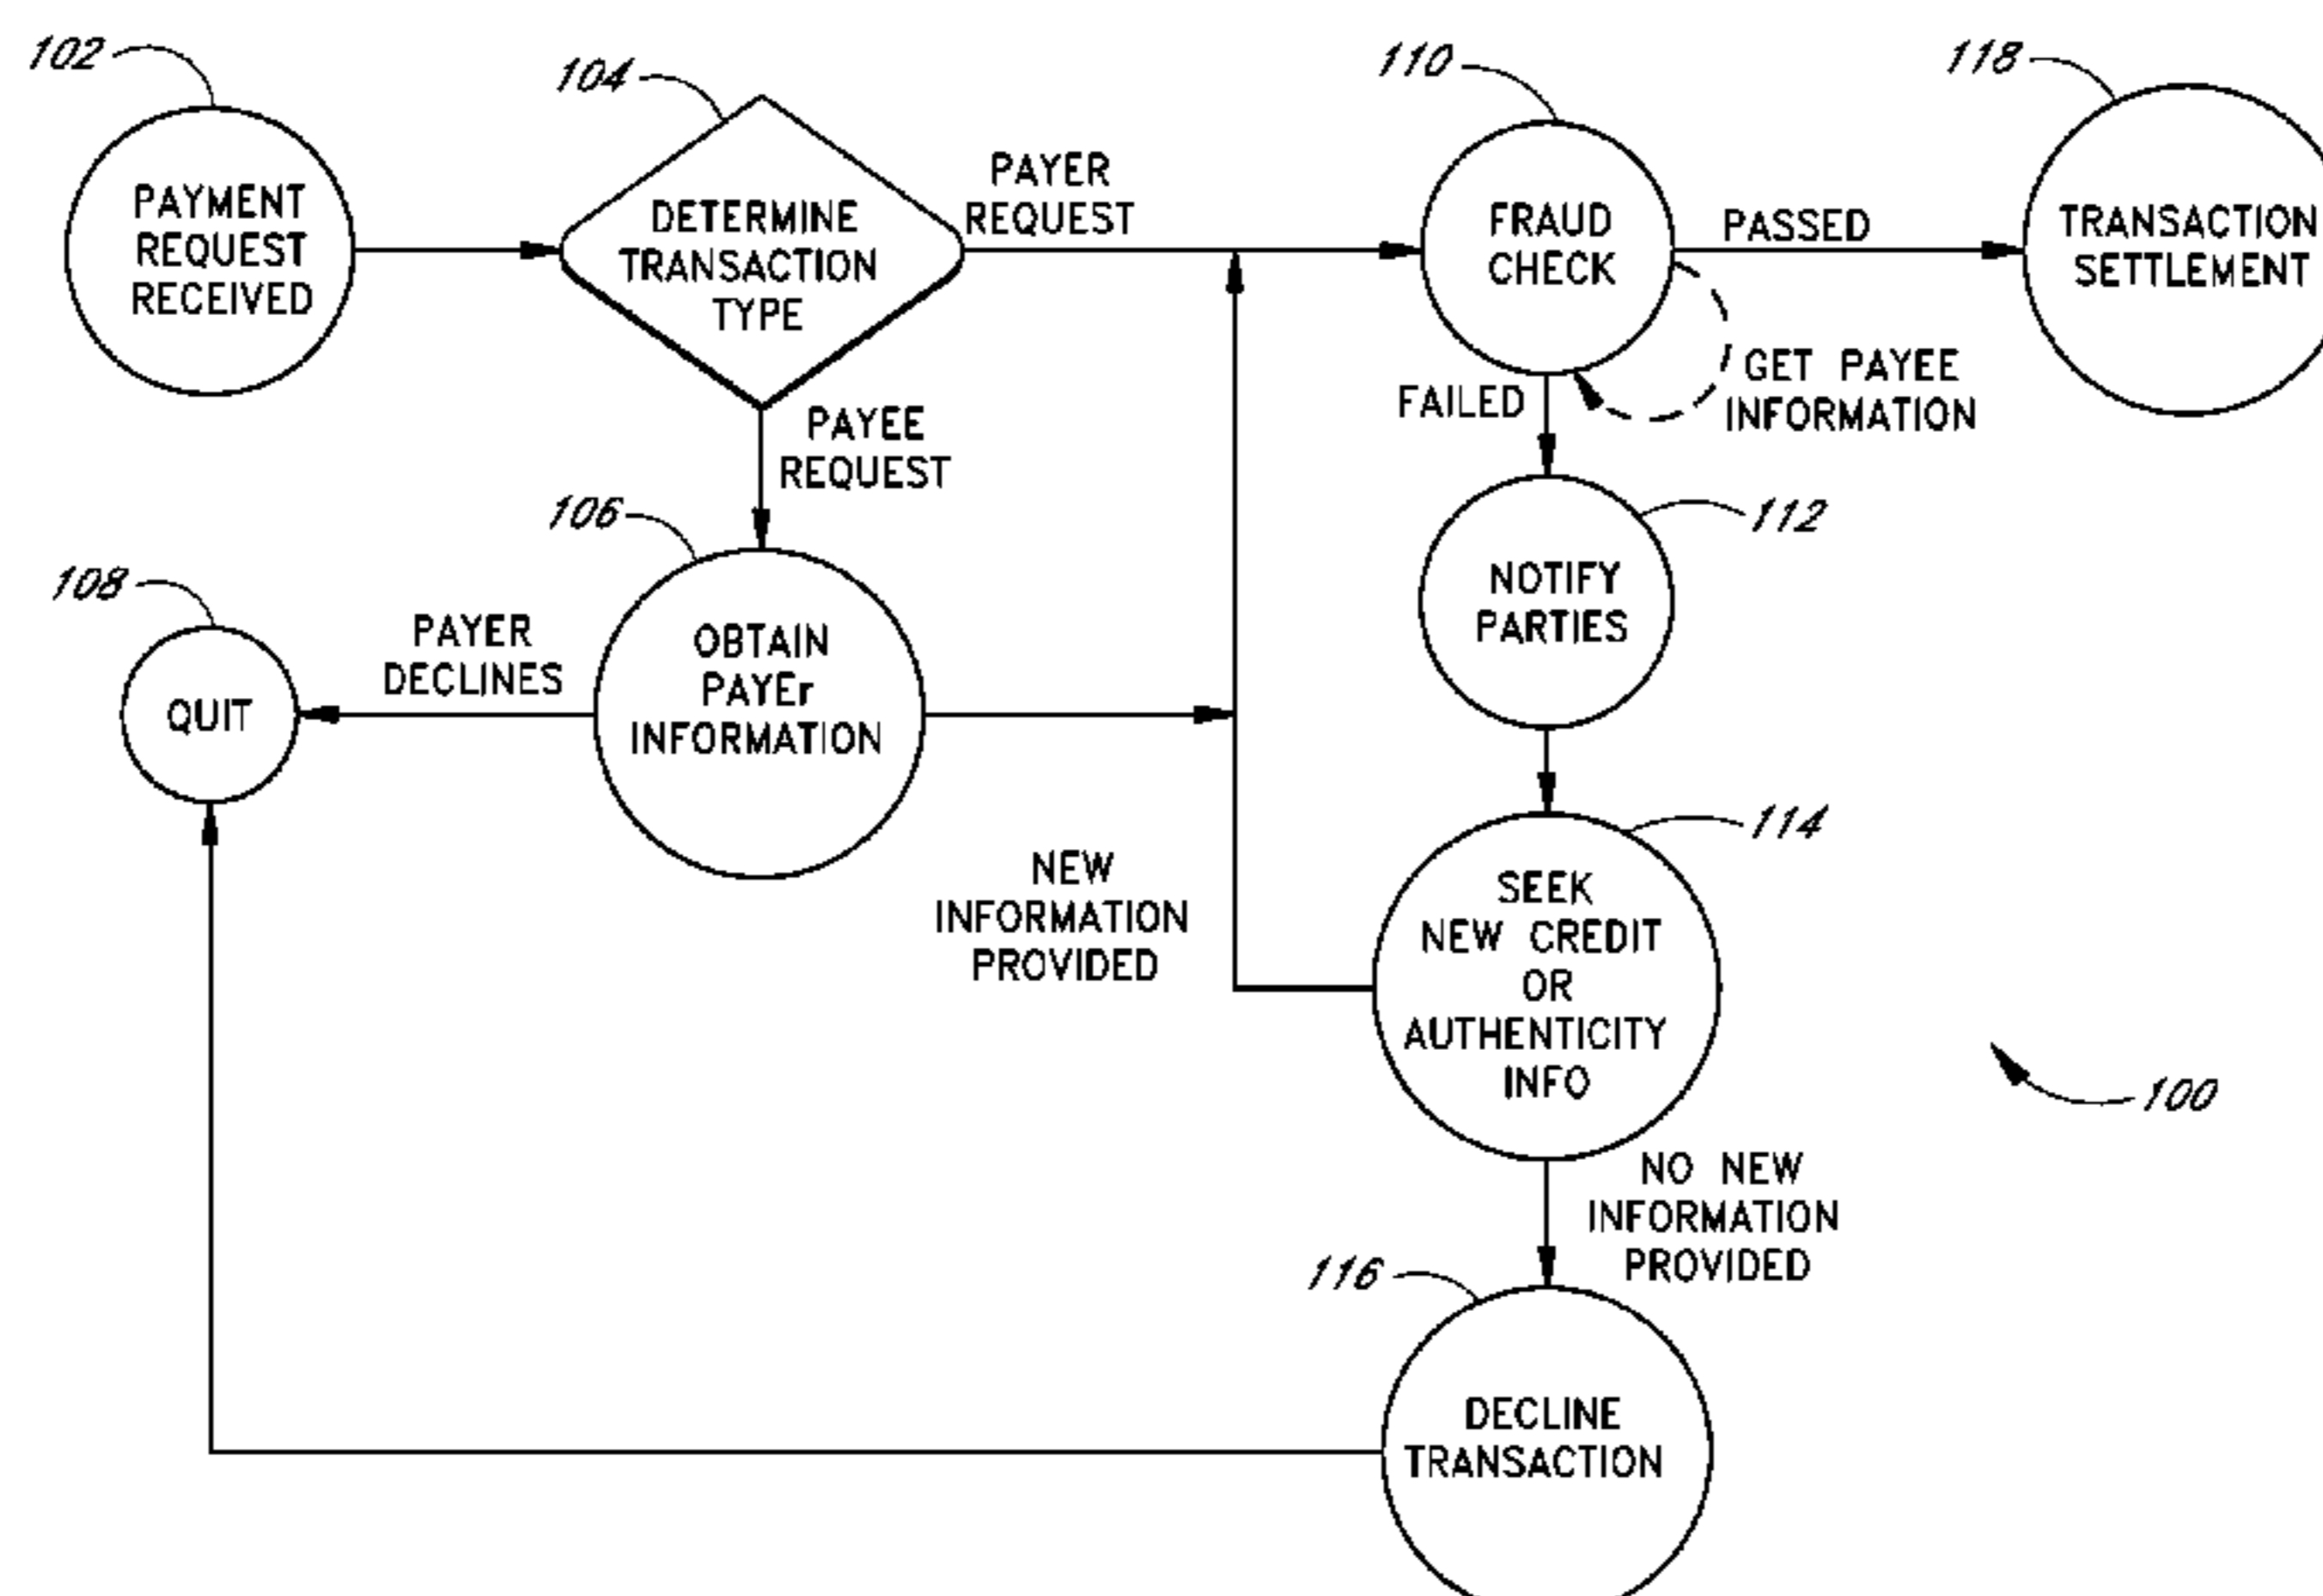 102
PAYMENT
REQUEST
RECEIVED
104
DETERMINE
TRANSACTION
TYPE
PAYER
REQUEST
110
FRAUD
CHECK
PASSED
118
TRANSACTION
SETTLEMENT
GET PAYEE
INFORMATION
FAILED
PAYEE
REQUEST
106
OBTAIN
PAYEr
INFORMATION
108
QUIT
PAYER
DECLINES
112
NOTIFY
PARTIES
114
SEEK
NEW CREDIT
OR
AUTHENTICITY
INFO
NEW
INFORMATION
PROVIDED
100
NO NEW
INFORMATION
PROVIDED
116
DECLINE
TRANSACTION